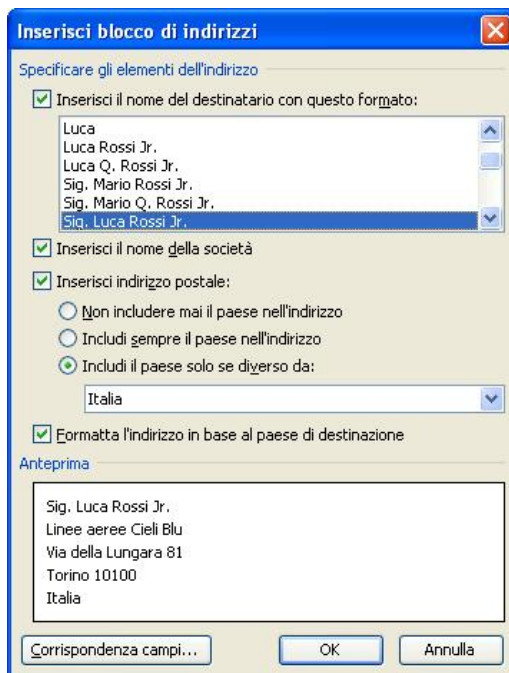 Inserisci blocco di indirizzi
Specificare gli elementi dell'indirizzo
Inserisci il nome del destinatario con questo formato:
Luca
Luca Rossi Jr.
Luca Q. Rossi Jr.
Sig. Mario Rossi Jr.
Sig. Mario Q. Rossi Jr.
Sig. Luca Rossi Jr.
Inserisci il nome della società
Inserisci indirizzo postale:
Non includere mai il paese nell'indirizzo
Includi sempre il paese nell'indirizzo
Includi il paese solo se diverso da:
Italia
Formatta l'indirizzo in base al paese di destinazione
Anteprima
Sig. Luca Rossi Jr.
Linee aeree Cieli Blu
Via della Lungara 81
Torino 10100
Italia
Corrispondenza campi... OK Annulla